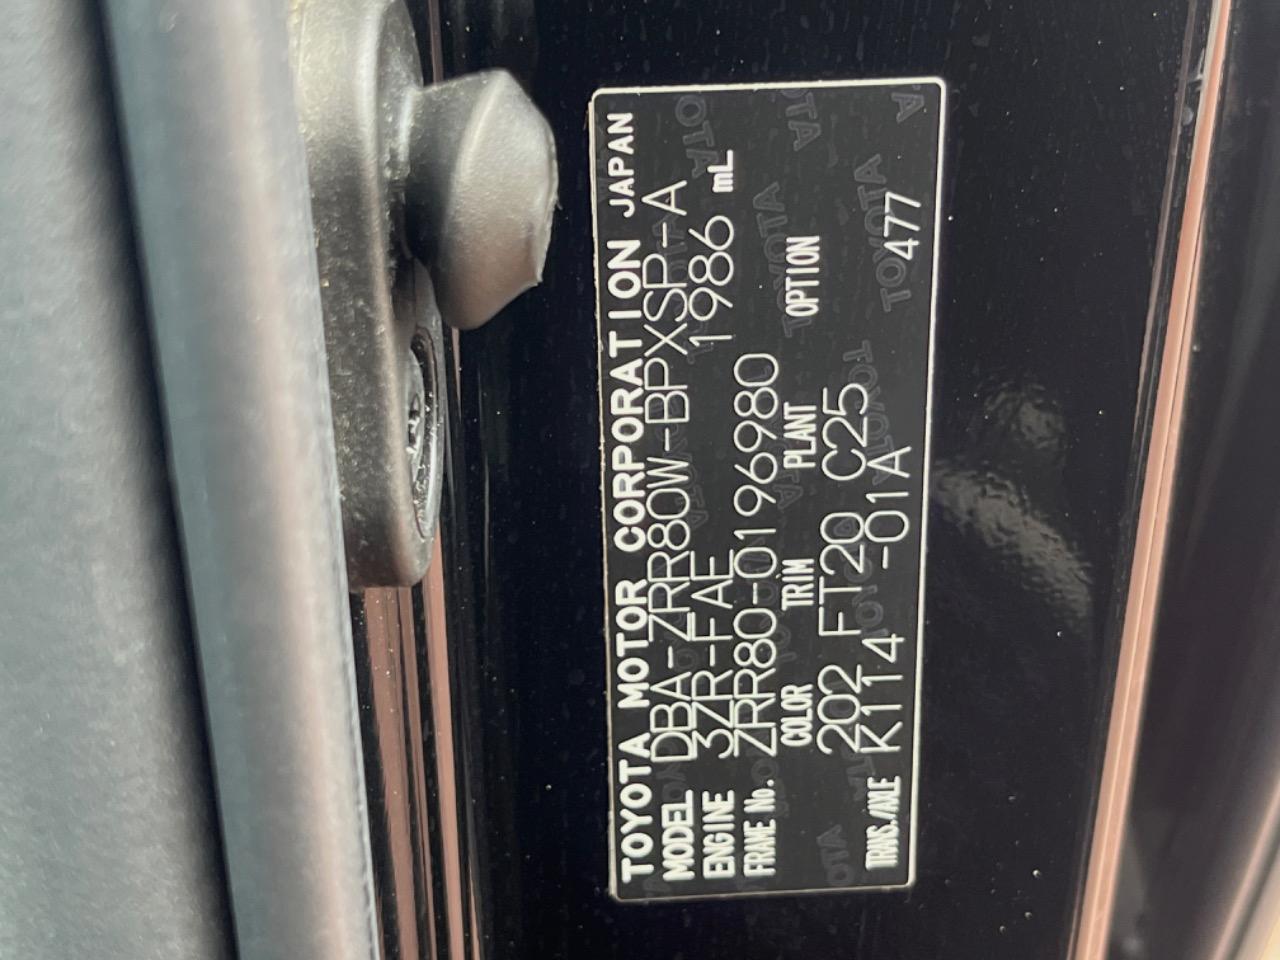 TOYOTA MOTOR CORPORATION JAPAN
MODEL DBA-ZRR80W-BPXSP-A
ENGINE 3ZR-FAE 1986 mL
FRAME No. ZRR80-0196980
COLOR TRIM PLANT OPTION
202 FT20 C25
TRANS./AXLE K114 -01A 477